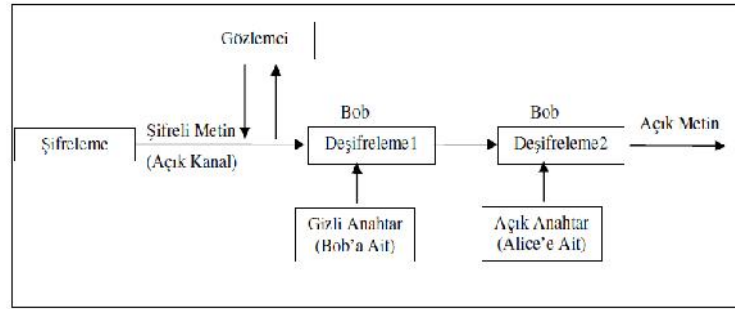 Gözlemci
Bob
Bob
Şifreleme
Şifreli Metin
(Açık Kanal)
Deşifreleme1
Deşifreleme2
Açık Metin
Gizli Anahtar
(Bob'a Ait)
Açık Anahtar
(Alice'e Ait)